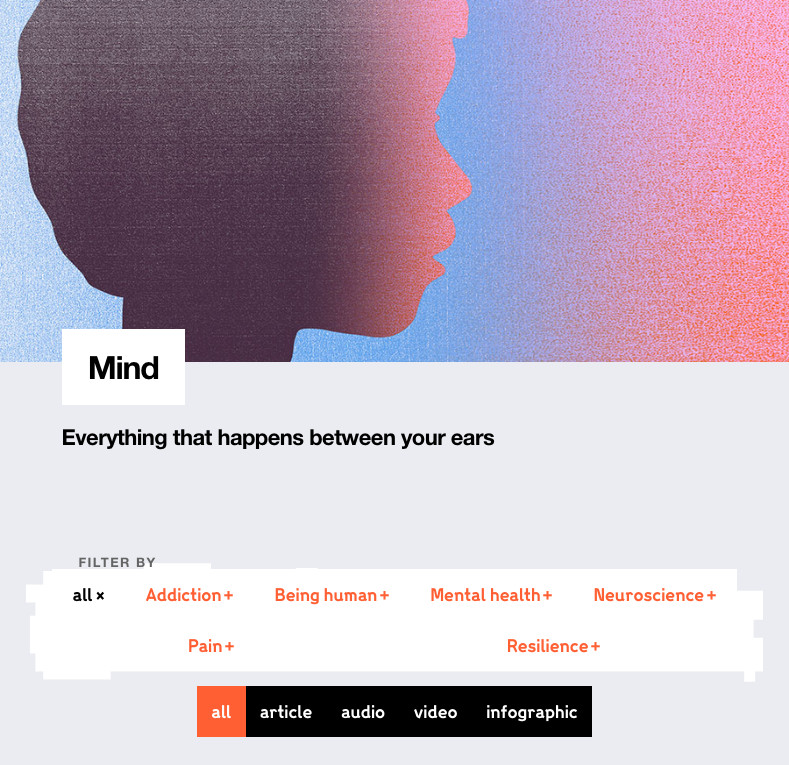 Mind
Everything that happens between your ears
FILTER BY
all × Addiction + Being human + Mental health + Neuroscience +
Pain + Resilience +
all article audio video infographic